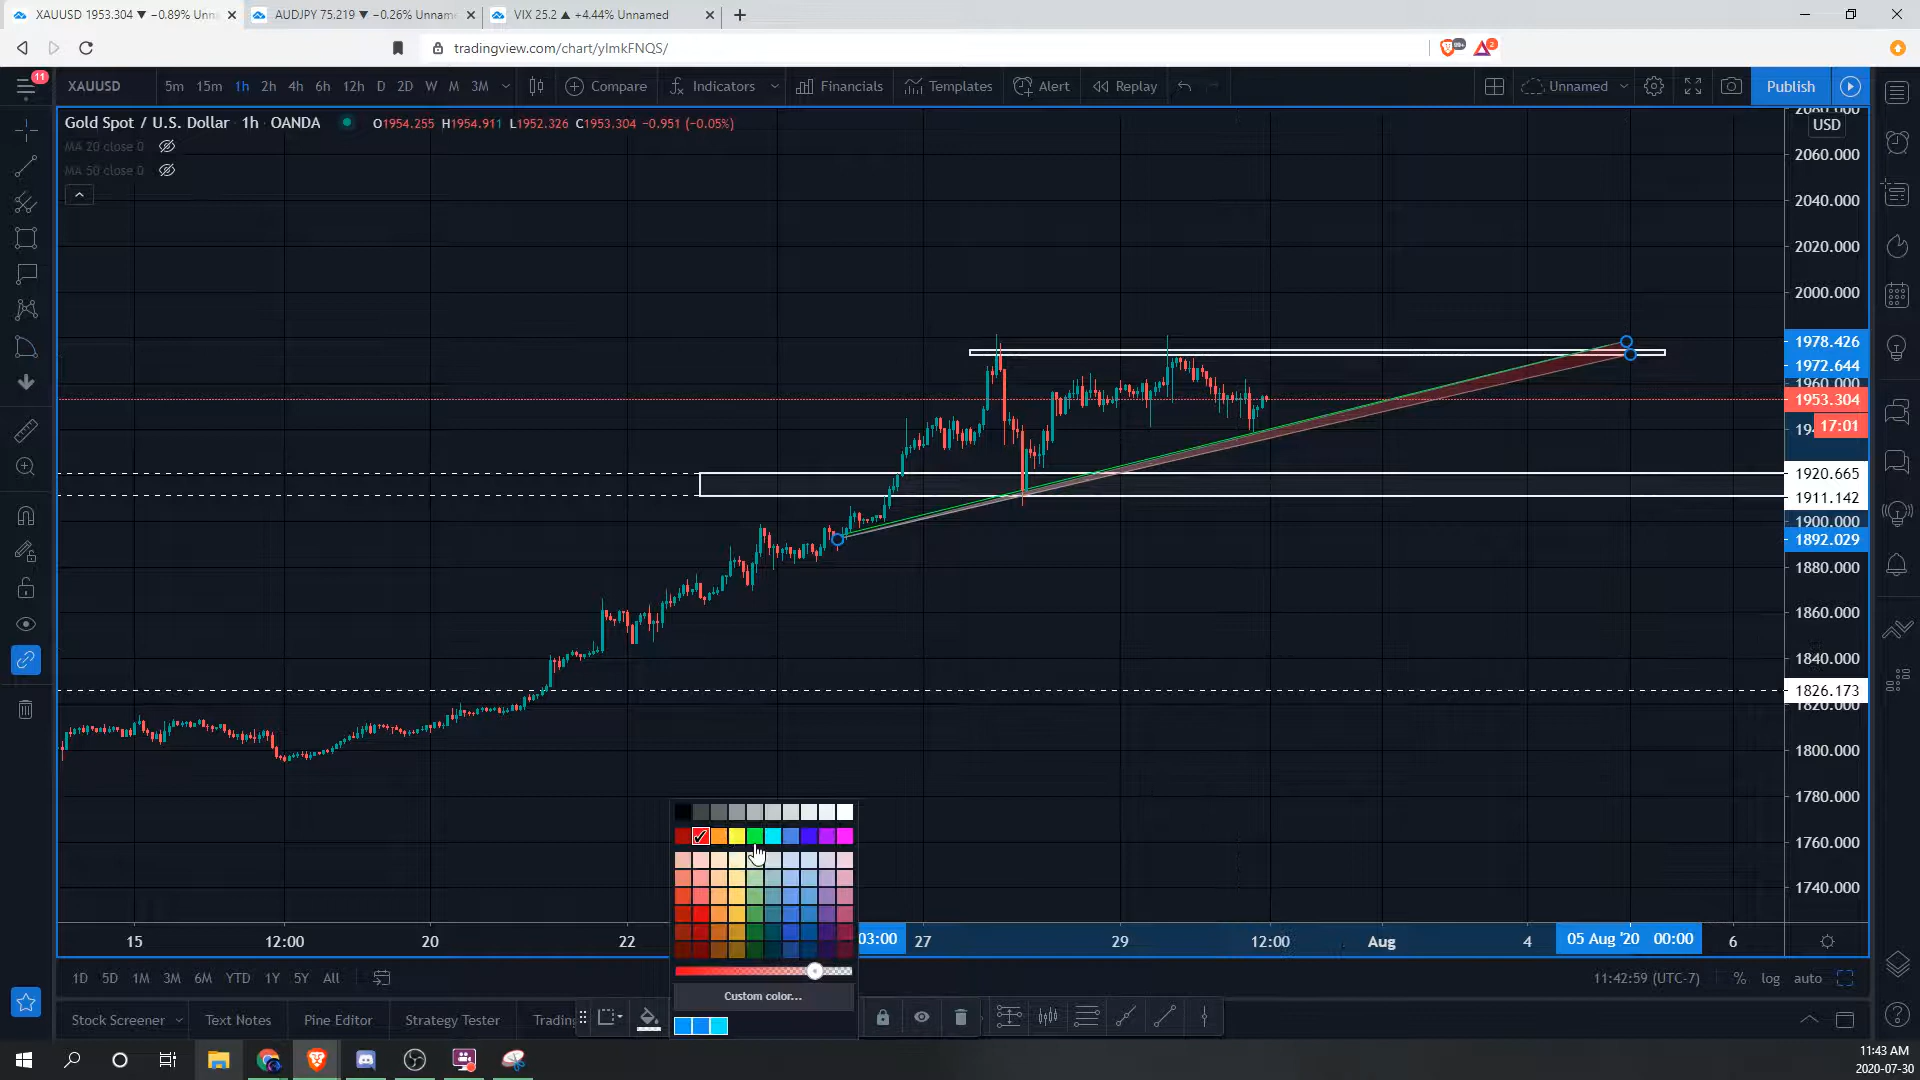 XAUUSD 1953.304 ▼ −0.89% Unn
AUDJPY 75.219 ▼ −0.26% Unnam
VIX 25.2 ▲ +4.44% Unnamed
tradingview.com/chart/yImkFNQS/
99+
2
11
XAUUSD 5m 15m 1h 2h 4h 6h 12h D 2D W M 3M Compare Indicators Financials Templates Alert Replay Unnamed Publish
Gold Spot / U.S. Dollar 1h OANDA O1954.255 H1954.911 L1952.326 C1953.304 −0.951 (−0.05%)
MA 20 close 0
MA 50 close 0
USD
2060.000
2040.000
2020.000
2000.000
1978.426
1972.644
1960.000
1953.304
17:01
1920.665
1911.142
1900.000
1892.029
1880.000
1860.000
1840.000
1826.173
1820.000
1800.000
1780.000
1760.000
1740.000
15 12:00 20 22 03:00 27 29 12:00 Aug 4 05 Aug '20 00:00 6
1D 5D 1M 3M 6M YTD 1Y 5Y All 11:42:59 (UTC-7) % log auto
Custom color...
Stock Screener Text Notes Pine Editor Strategy Tester Trading
11:43 AM
2020-07-30